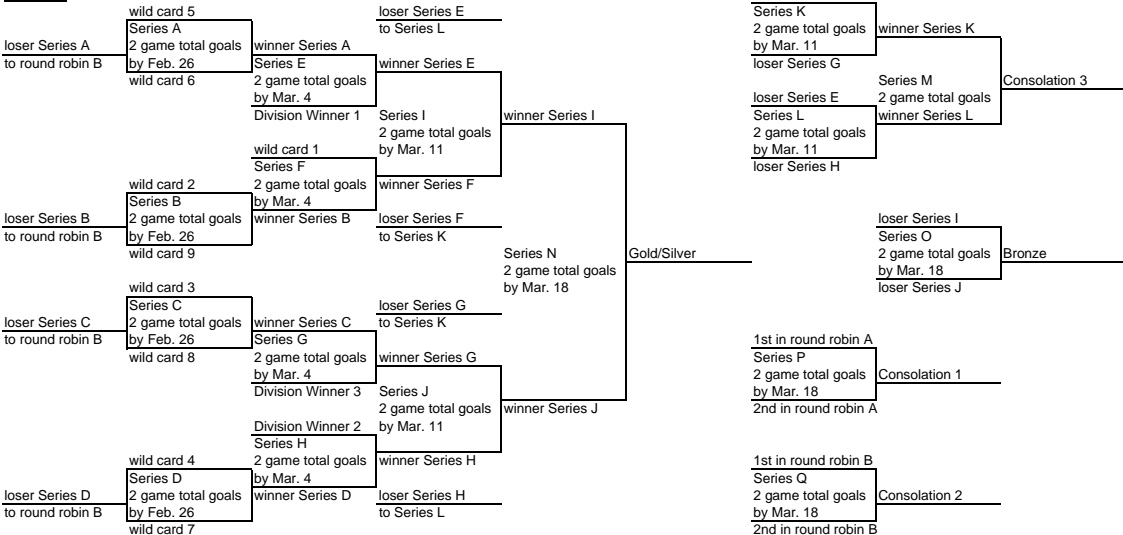 wild card 5
Series A
loser Series A
2 game total goals
to round robin B
by Feb. 26
wild card 6
winner Series A
Series E
2 game total goals
by Mar. 4
Division Winner 1
loser Series E
to Series L
winner Series E
Series I
2 game total goals
by Mar. 11
winner Series I
wild card 1
Series F
2 game total goals
by Mar. 4
winner Series B
winner Series F
wild card 2
Series B
loser Series B
2 game total goals
to round robin B
by Feb. 26
wild card 9
loser Series F
to Series K
Series N
2 game total goals
by Mar. 18
Gold/Silver
wild card 3
Series C
loser Series C
2 game total goals
to round robin B
by Feb. 26
wild card 8
winner Series C
Series G
2 game total goals
by Mar. 4
Division Winner 3
loser Series G
to Series K
winner Series G
Series J
2 game total goals
by Mar. 11
winner Series J
Division Winner 2
Series H
2 game total goals
by Mar. 4
winner Series D
winner Series H
wild card 4
Series D
loser Series D
2 game total goals
to round robin B
by Feb. 26
wild card 7
loser Series H
to Series L
Series K
2 game total goals
by Mar. 11
loser Series G
winner Series K
Series M
2 game total goals
winner Series L
Consolation 3
loser Series E
Series L
2 game total goals
by Mar. 11
loser Series H
loser Series I
Series O
2 game total goals
by Mar. 18
loser Series J
Bronze
1st in round robin A
Series P
2 game total goals
by Mar. 18
2nd in round robin A
Consolation 1
1st in round robin B
Series Q
2 game total goals
by Mar. 18
2nd in round robin B
Consolation 2